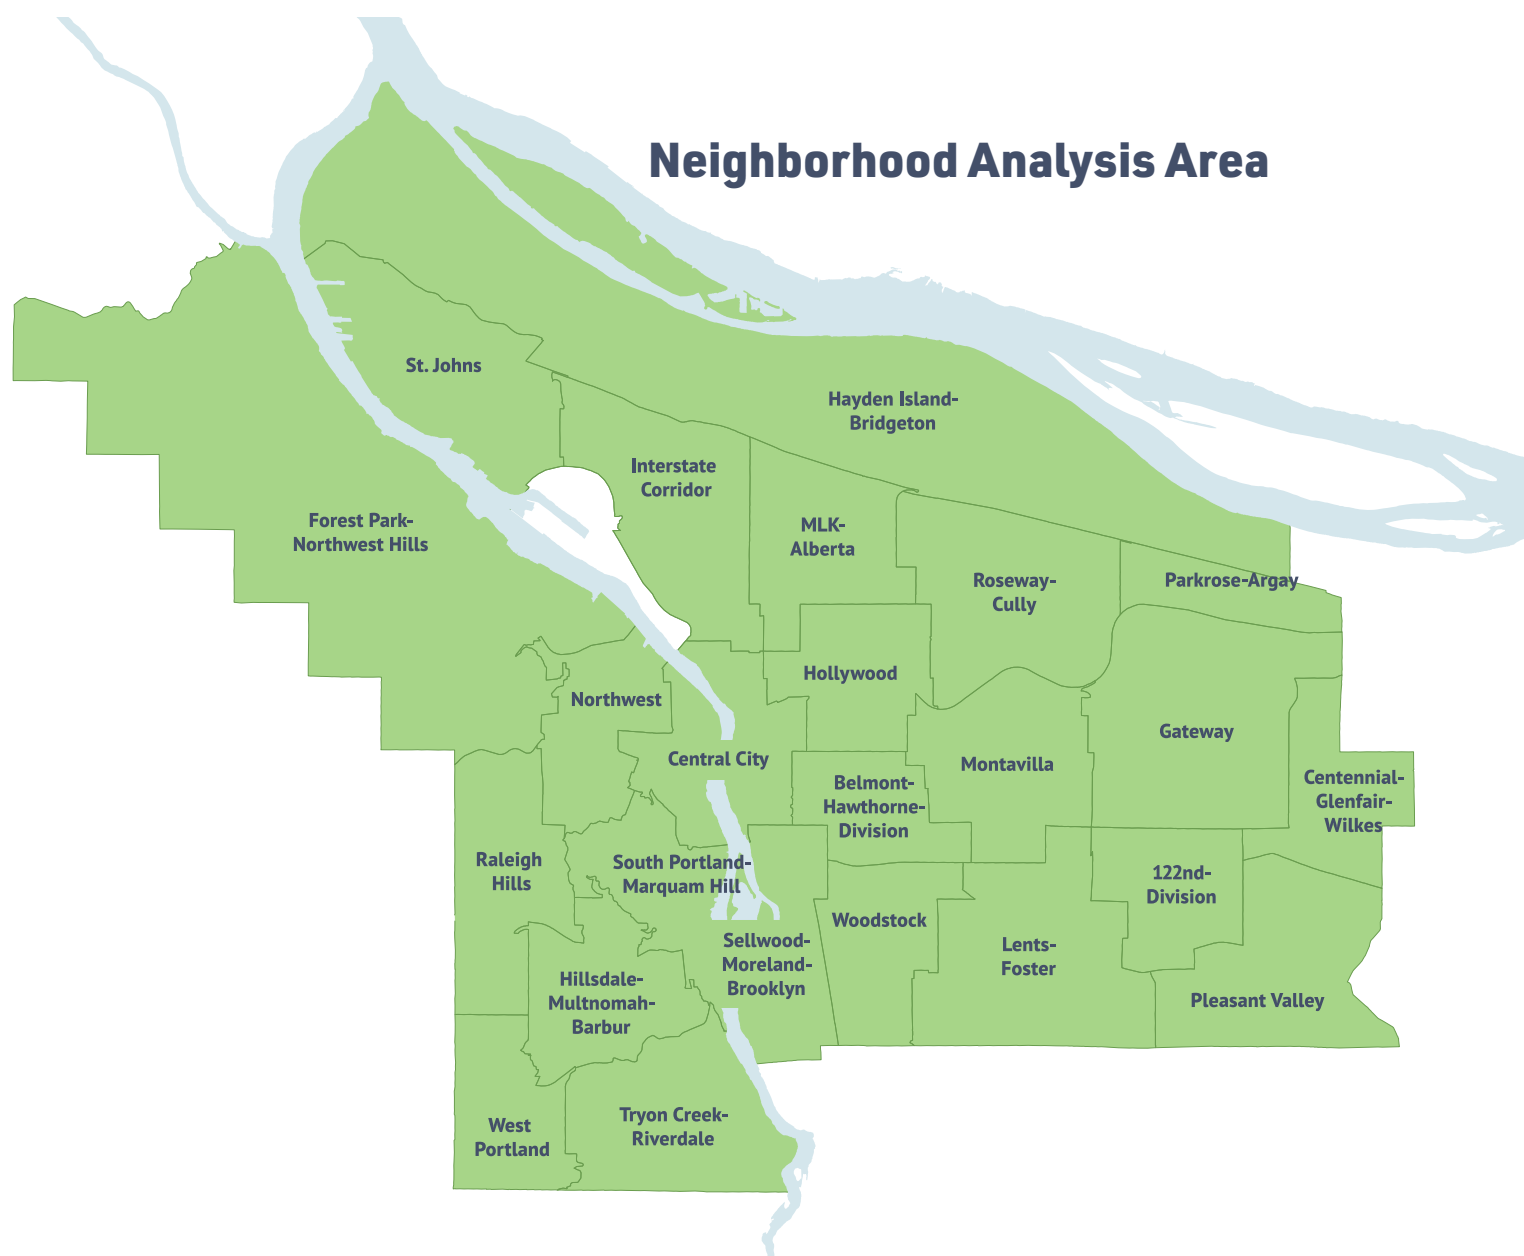 Neighborhood Analysis Area
St. Johns
Hayden Island-
Bridgeton
Interstate
Corridor
Forest Park-
Northwest Hills
MLK-
Alberta
Roseway-
Cully
Parkrose-Argay
Hollywood
Northwest
Gateway
Central City
Montavilla
Belmont-
Hawthorne-
Division
Centennial-
Glenfair-
Wilkes
Raleigh
Hills
South Portland-
Marquam Hill
122nd-
Division
Woodstock
Sellwood-
Moreland-
Brooklyn
Lents-
Foster
Hillsdale-
Multnomah-
Barbur
Pleasant Valley
West
Portland
Tryon Creek-
Riverdale